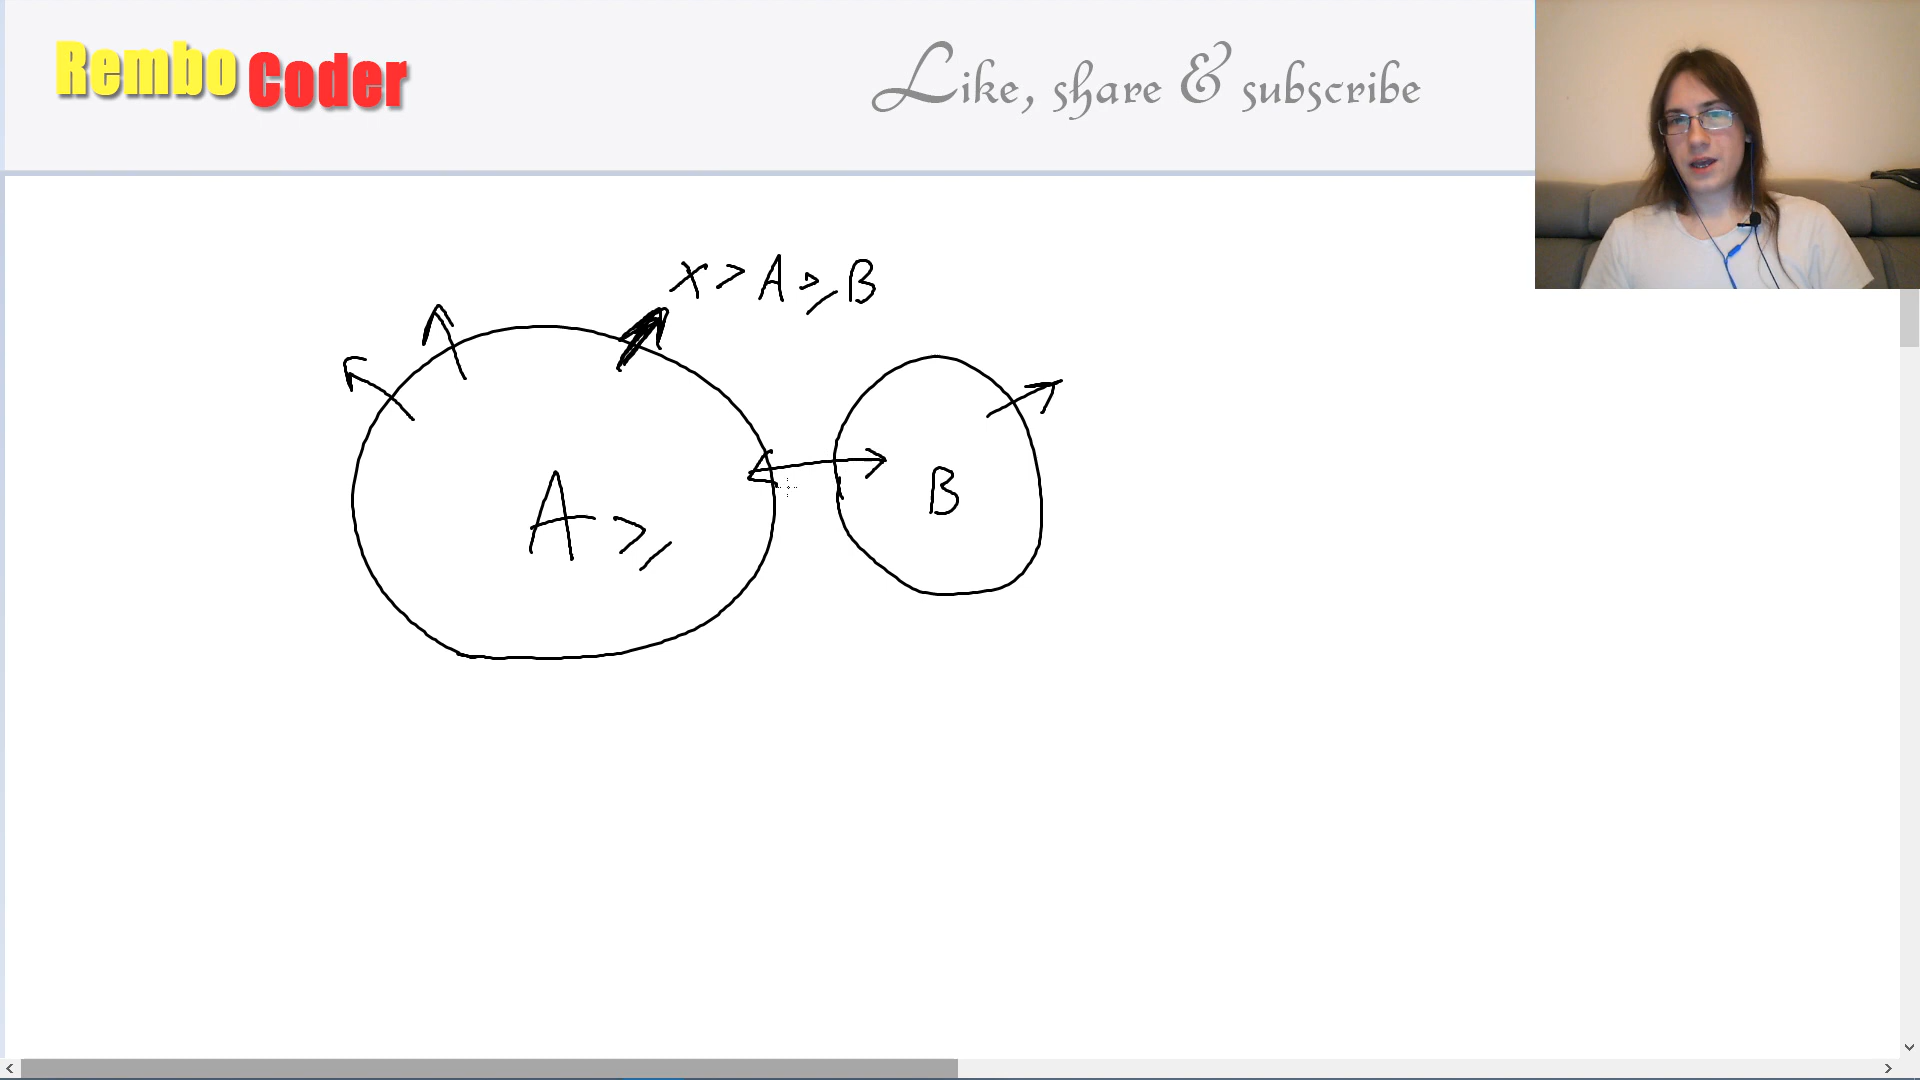 Rembo Coder
Like, share & subscribe
x > A ≥ B
A ≥
B